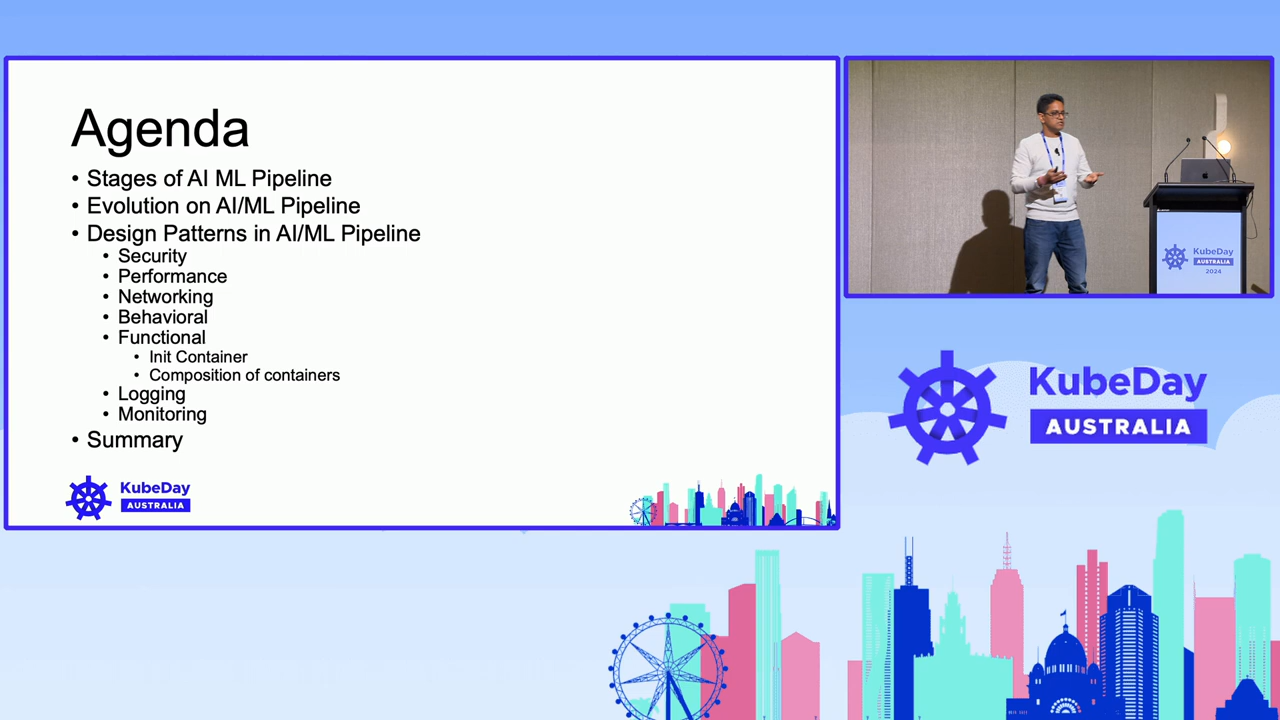 Agenda
• Stages of AI ML Pipeline
• Evolution on AI/ML Pipeline
• Design Patterns in AI/ML Pipeline
• Security
• Performance
• Networking
• Behavioral
• Functional
• Init Container
• Composition of containers
• Logging
• Monitoring
• Summary
KubeDay
AUSTRALIA
KubeDay
AUSTRALIA
2024
KubeDay
AUSTRALIA